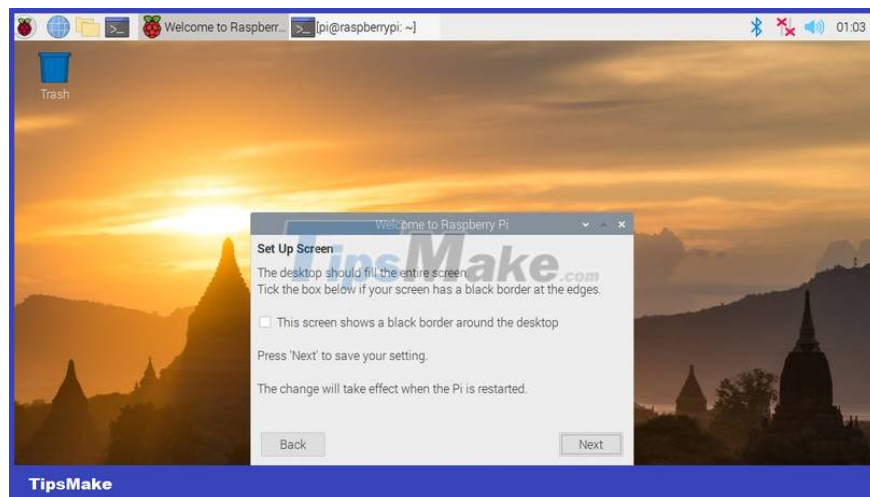 Welcome to Raspberr... [pi@raspberrypi: ~] 01:03
Trash
Welcome to Raspberry Pi
TipsMake.com
Set Up Screen
The desktop should fill the entire screen.
Tick the box below if your screen has a black border at the edges.
This screen shows a black border around the desktop
Press 'Next' to save your setting.
The change will take effect when the Pi is restarted.
Back Next
TipsMake